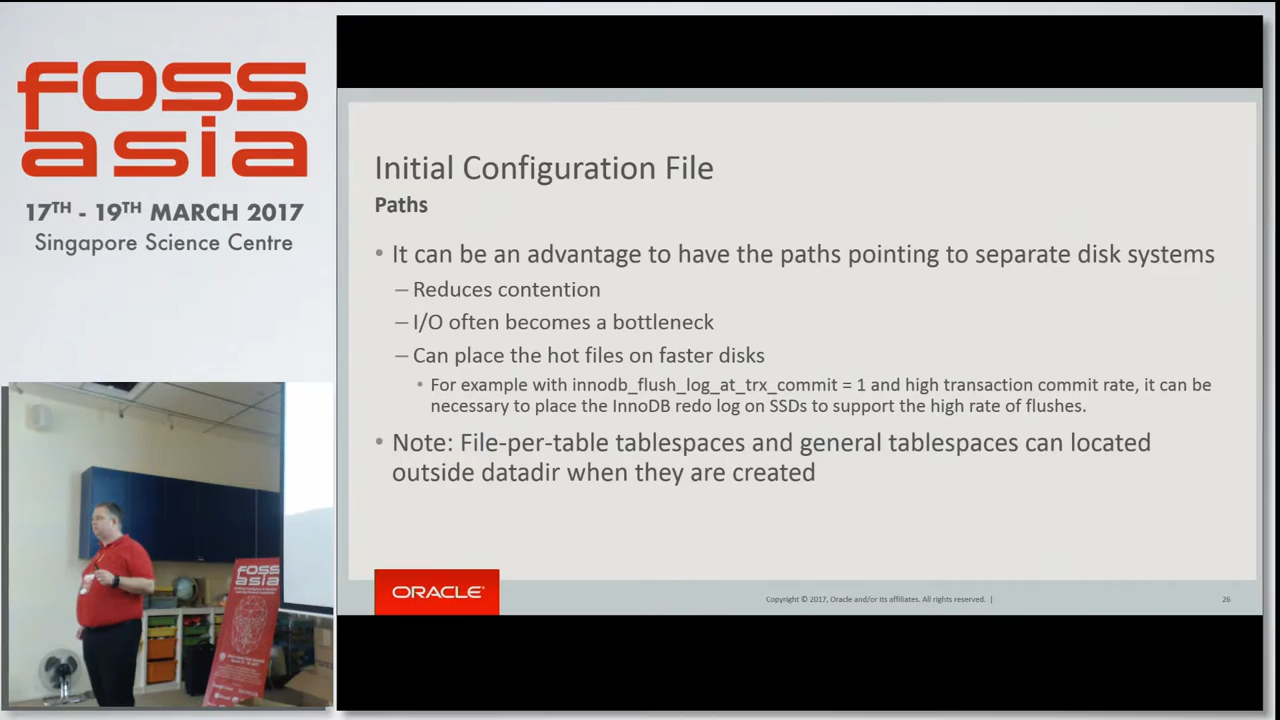 foss
asia
17TH - 19TH MARCH 2017
Singapore Science Centre
Initial Configuration File
Paths
• It can be an advantage to have the paths pointing to separate disk systems
– Reduces contention
– I/O often becomes a bottleneck
– Can place the hot files on faster disks
• For example with innodb_flush_log_at_trx_commit = 1 and high transaction commit rate, it can be
necessary to place the InnoDB redo log on SSDs to support the high rate of flushes.
• Note: File-per-table tablespaces and general tablespaces can located
outside datadir when they are created
ORACLE
Copyright © 2017, Oracle and/or its affiliates. All rights reserved. |
26
foss
asia